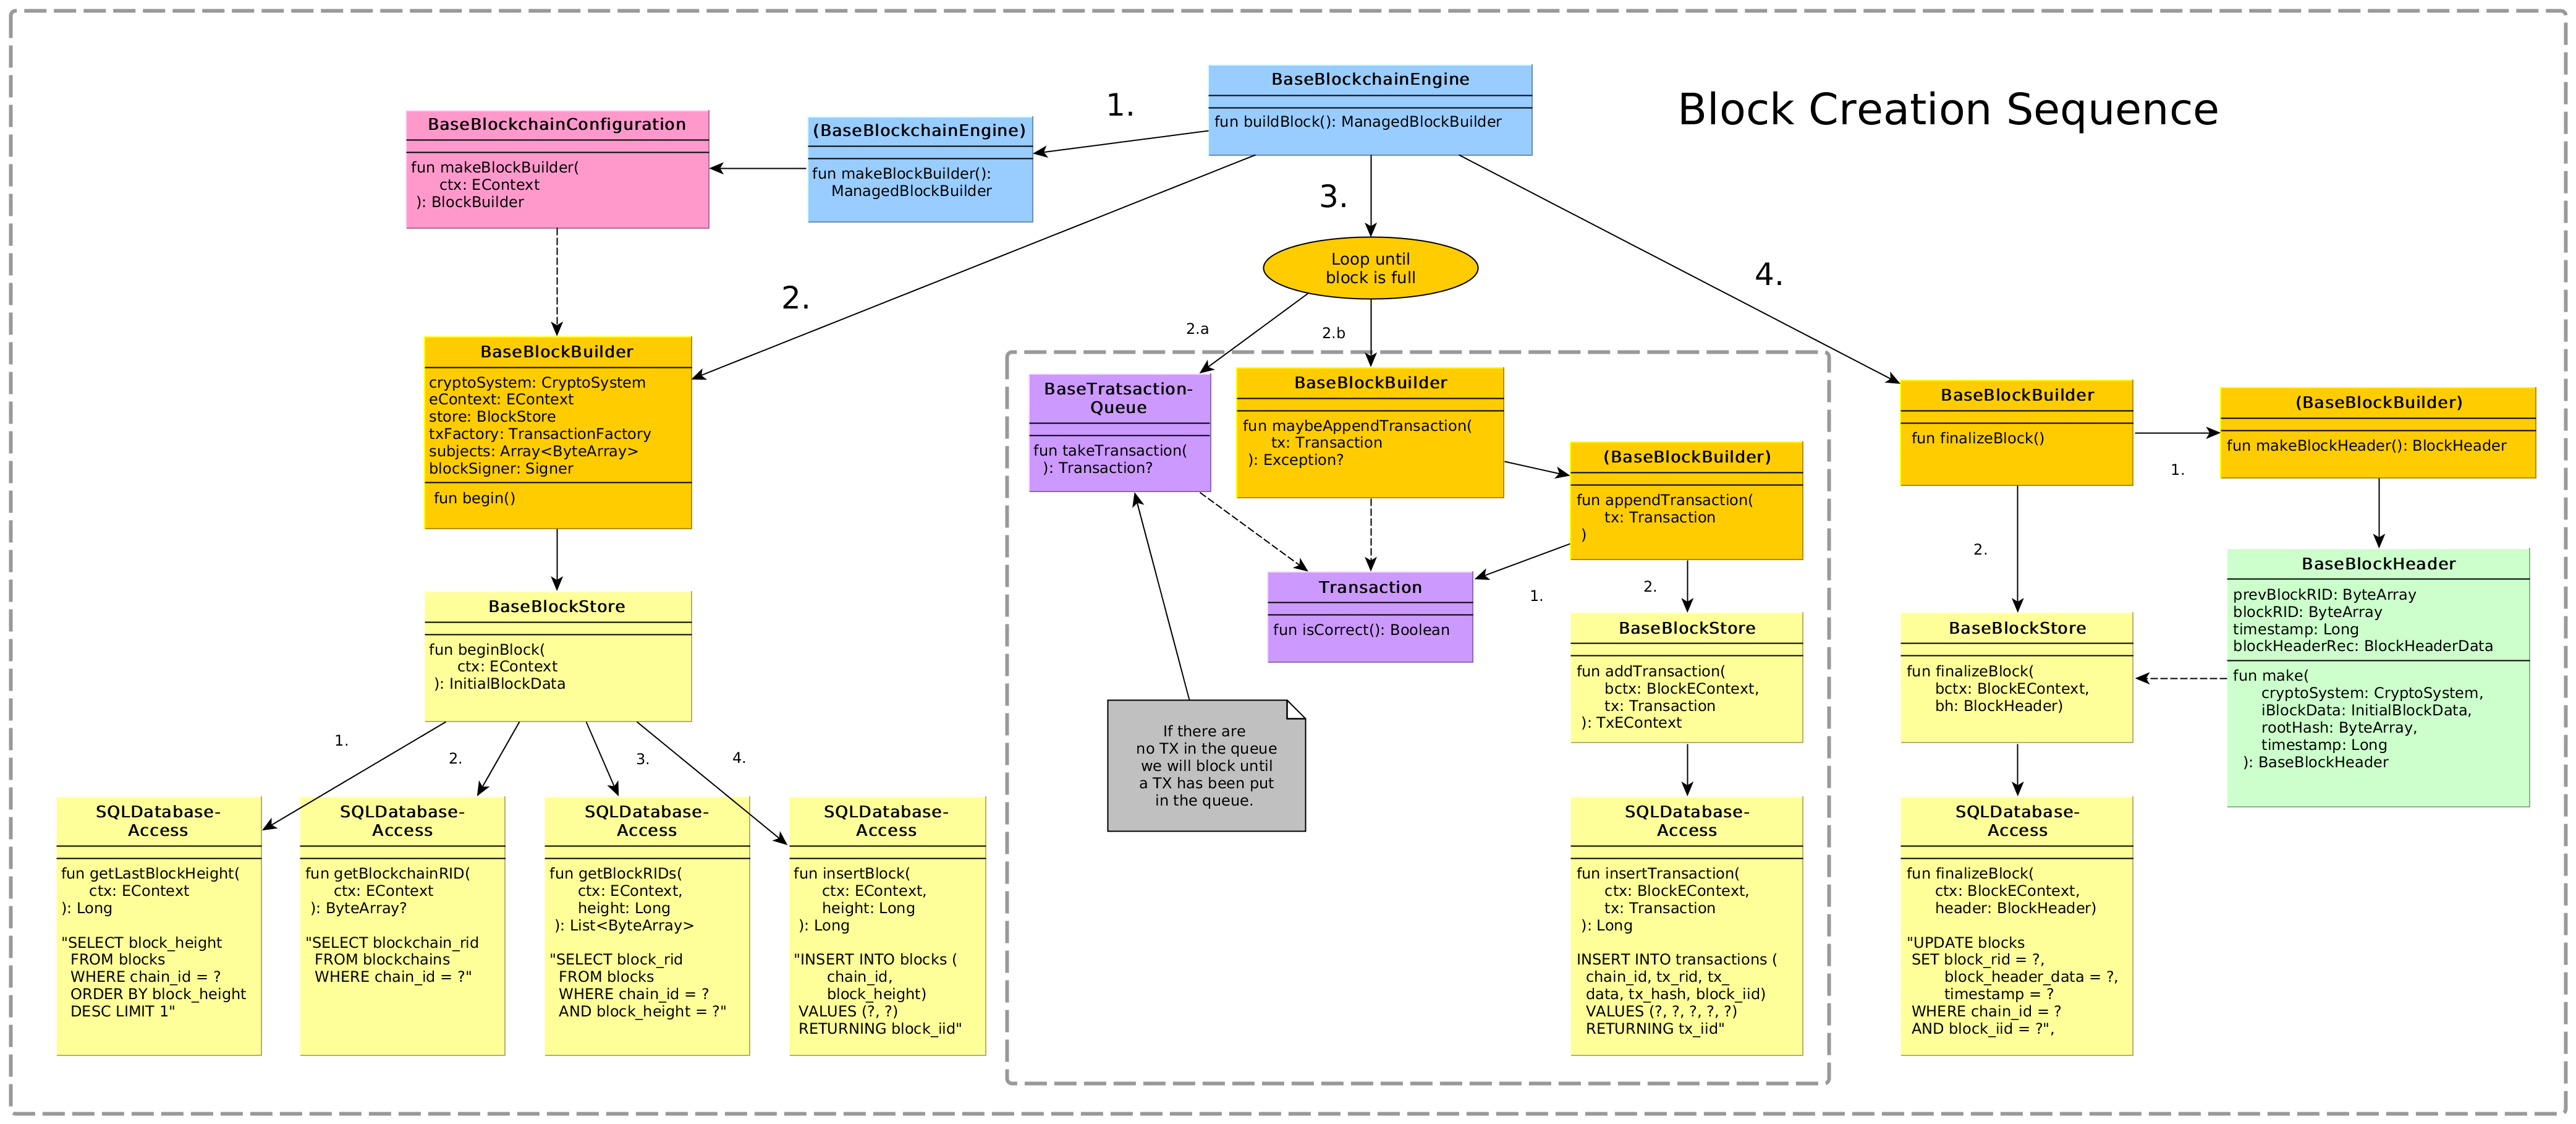 Block Creation Sequence
BaseBlockchainEngine
fun buildBlock(): ManagedBlockBuilder
1.
(BaseBlockchainEngine)
fun makeBlockBuilder():
ManagedBlockBuilder
BaseBlockchainConfiguration
fun makeBlockBuilder(
ctx: EContext
): BlockBuilder
2.
BaseBlockBuilder
cryptoSystem: CryptoSystem
eContext: EContext
store: BlockStore
txFactory: TransactionFactory
subjects: Array<ByteArray>
blockSigner: Signer
fun begin()
BaseBlockStore
fun beginBlock(
ctx: EContext
): InitialBlockData
1.
SQLDatabase-
Access
fun getLastBlockHeight(
ctx: EContext
): Long
"SELECT block_height
FROM blocks
WHERE chain_id = ?
ORDER BY block_height
DESC LIMIT 1"
2.
SQLDatabase-
Access
fun getBlockchainRID(
ctx: EContext
): ByteArray?
"SELECT blockchain_rid
FROM blockchains
WHERE chain_id = ?"
3.
SQLDatabase-
Access
fun getBlockRIDs(
ctx: EContext,
height: Long
): List<ByteArray>
"SELECT block_rid
FROM blocks
WHERE chain_id = ?
AND block_height = ?"
4.
SQLDatabase-
Access
fun insertBlock(
ctx: EContext,
height: Long
): Long
"INSERT INTO blocks (
chain_id,
block_height)
VALUES (?, ?)
RETURNING block_iid"
3.
Loop until
block is full
2.a
BaseTratsaction-
Queue
fun takeTransaction(
): Transaction?
If there are
no TX in the queue
we will block until
a TX has been put
in the queue.
2.b
BaseBlockBuilder
fun maybeAppendTransaction(
tx: Transaction
): Exception?
(BaseBlockBuilder)
fun appendTransaction(
tx: Transaction
)
1.
Transaction
fun isCorrect(): Boolean
2.
BaseBlockStore
fun addTransaction(
bctx: BlockEContext,
tx: Transaction
): TxEContext
SQLDatabase-
Access
fun insertTransaction(
ctx: BlockEContext,
tx: Transaction
): Long
INSERT INTO transactions (
chain_id, tx_rid, tx_
data, tx_hash, block_iid)
VALUES (?, ?, ?, ?, ?)
RETURNING tx_iid"
4.
BaseBlockBuilder
fun finalizeBlock()
1.
(BaseBlockBuilder)
fun makeBlockHeader(): BlockHeader
BaseBlockHeader
prevBlockRID: ByteArray
blockRID: ByteArray
timestamp: Long
blockHeaderRec: BlockHeaderData
fun make(
cryptoSystem: CryptoSystem,
iBlockData: InitialBlockData,
rootHash: ByteArray,
timestamp: Long
): BaseBlockHeader
2.
BaseBlockStore
fun finalizeBlock(
bctx: BlockEContext,
bh: BlockHeader)
SQLDatabase-
Access
fun finalizeBlock(
ctx: BlockEContext,
header: BlockHeader)
"UPDATE blocks
SET block_rid = ?,
block_header_data = ?,
timestamp = ?
WHERE chain_id = ?
AND block_iid = ?",